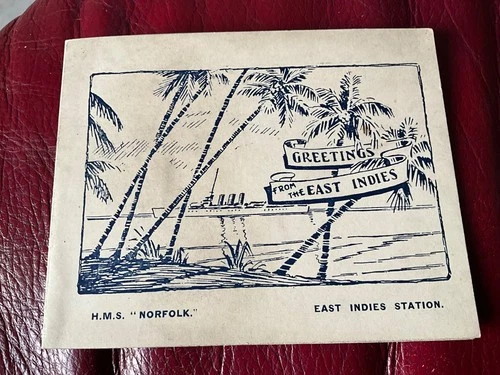 GREETINGS
FROM THE EAST INDIES
H.M.S. "NORFOLK."
EAST INDIES STATION.